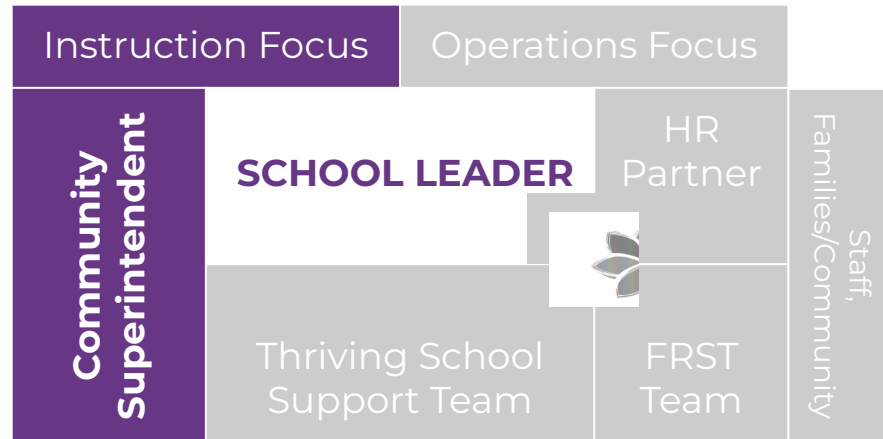 Instruction Focus
Operations Focus
Community
Superintendent
SCHOOL LEADER
HR
Partner
Staff,
Families/Community
Thriving School
Support Team
FRST
Team